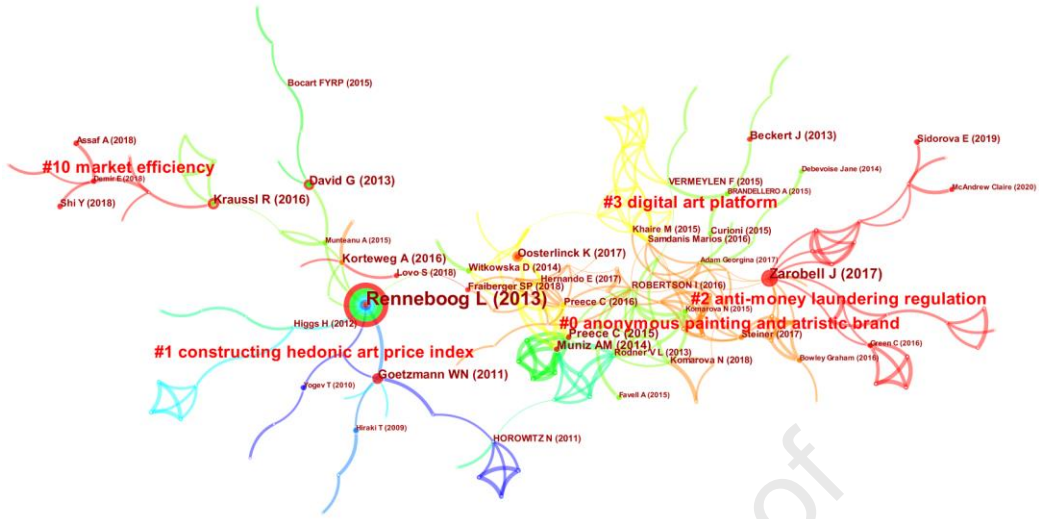 Bocart FYRP (2015)
Assaf A (2018)
#10 market efficiency
Demir E (2018)
Shi Y (2018)
Kraussl R (2016)
David G (2013)
Munteanu A (2015)
Korteweg A (2016)
Lovo S (2018)
Renneboog L (2013)
Higgs H (2012)
#1 constructing hedonic art price index
Goetzmann WN (2011)
Yogev T (2010)
Hiraki T (2009)
HOROWITZ N (2011)
Beckert J (2013)
Sidorova E (2019)
Debevoise Jane (2014)
VERMEYLEN F (2015)
BRANDELLERO A (2015)
McAndrew Claire (2020)
#3 digital art platform
Khaire M (2015)
Curioni (2015)
Samdanis Marios (2016)
Oosterlinck K (2017)
Adam Georgina (2017)
Witkowska D (2014)
Hernando E (2017)
Zarobell J (2017)
Fraiberger SP (2018)
ROBERTSON I (2016)
Preece C (2016)
#2 anti-money laundering regulation
Komarova N (2015)
#0 anonymous painting and atristic brand
Preece C (2015)
Steiner (2017)
Muniz AM (2014)
Rodner V L (2013)
Green C (2016)
Komarova N (2018)
Bowley Graham (2016)
Favell A (2015)
of